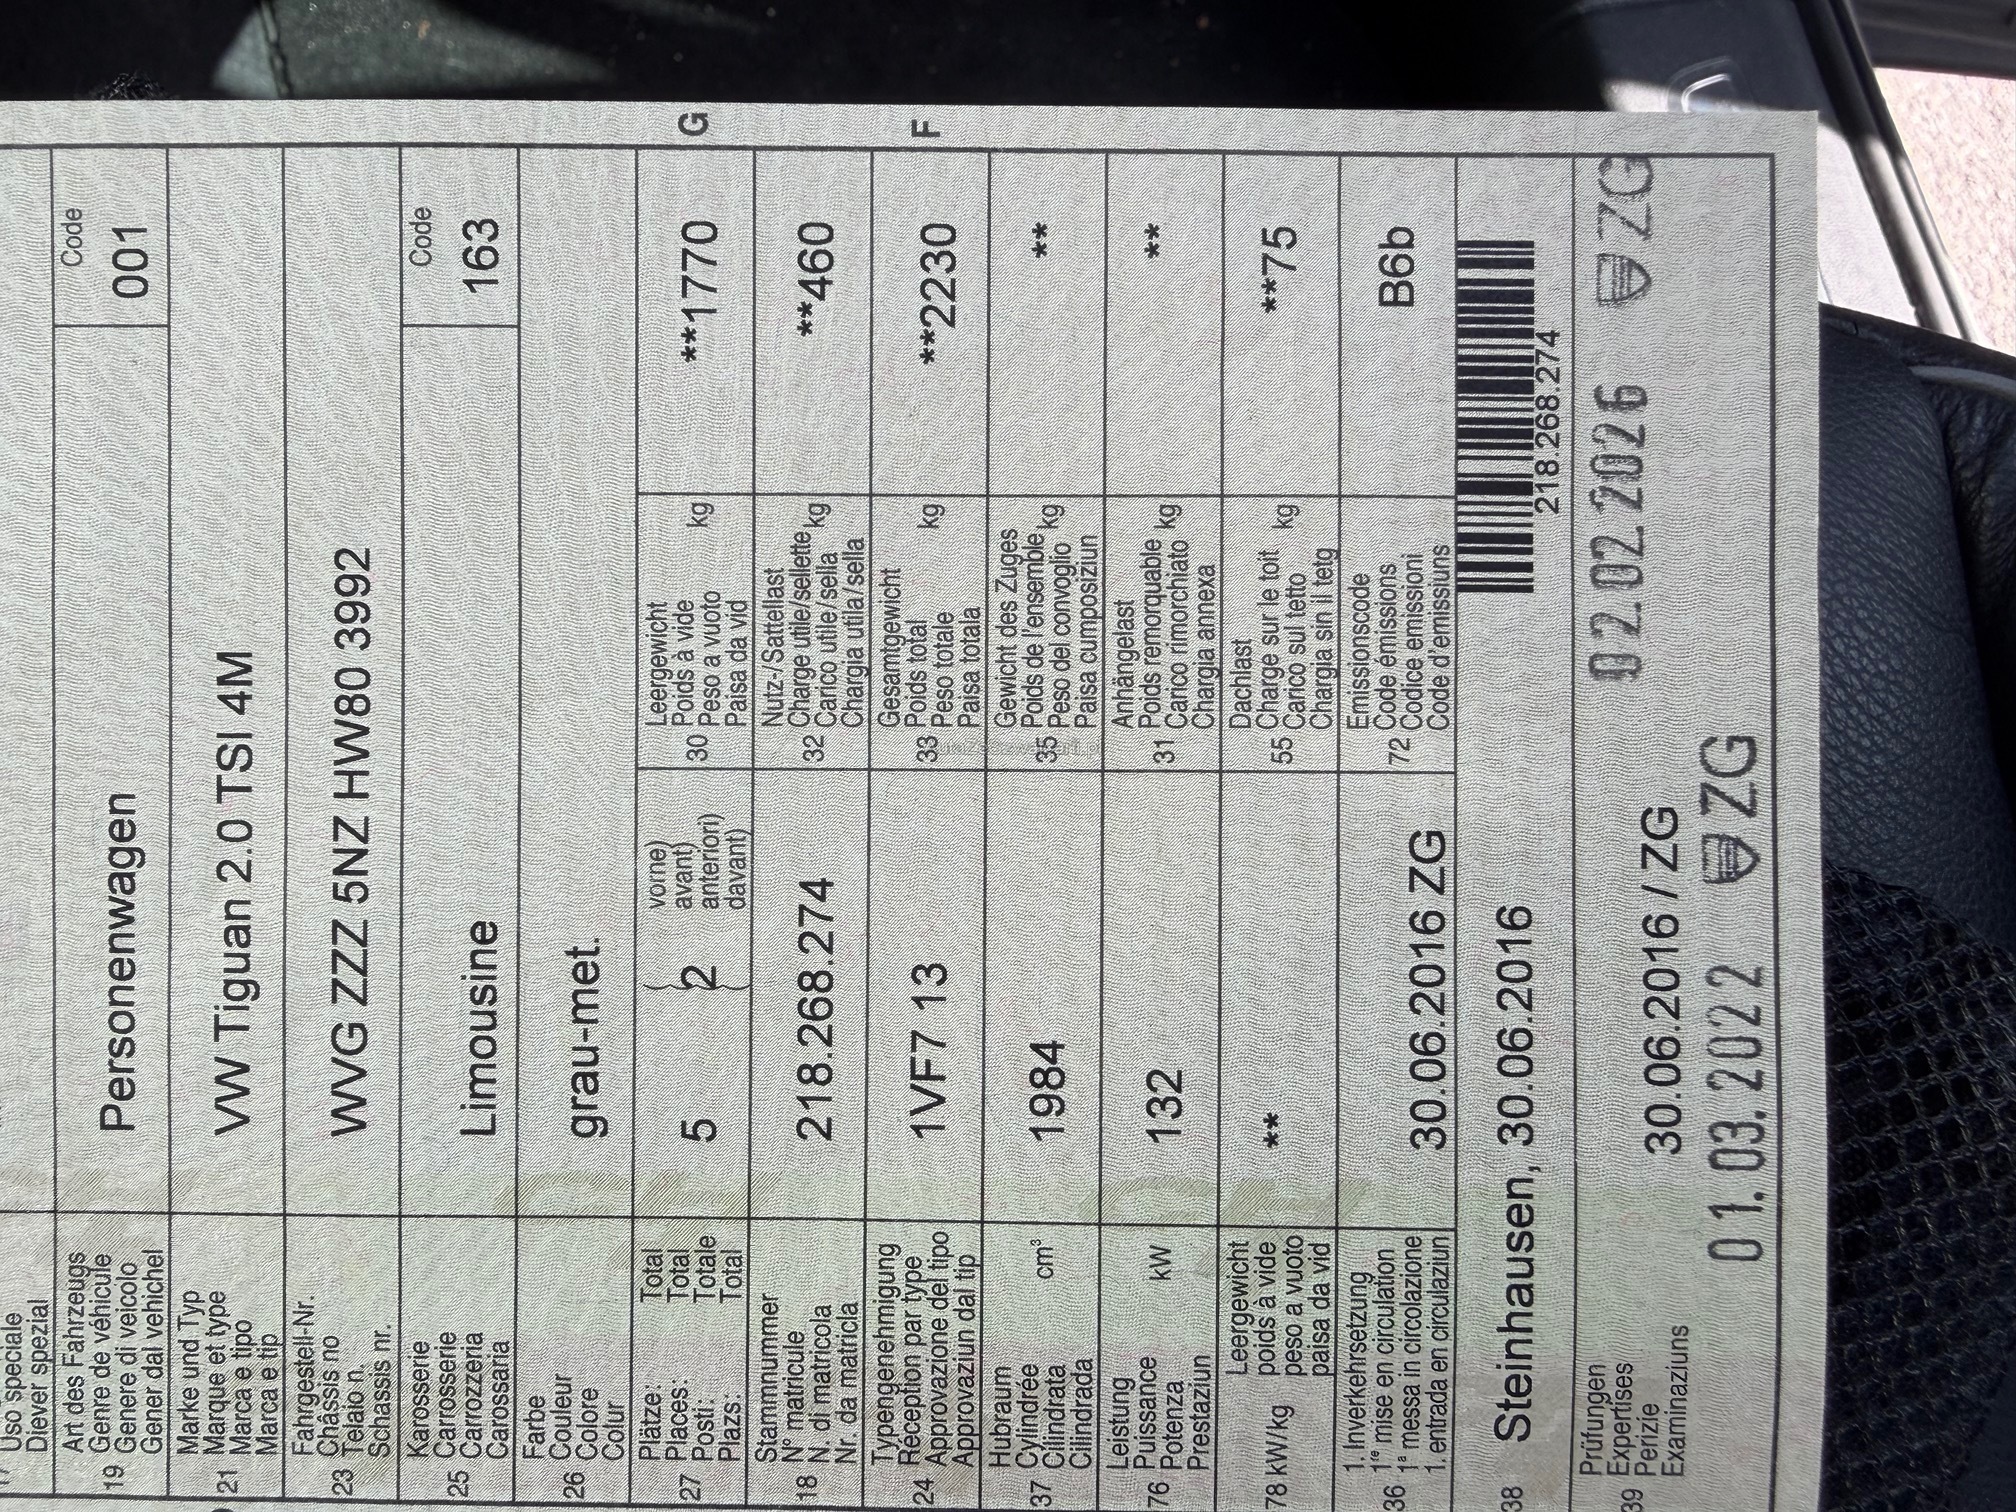 Uso speciale
Diever spezial
Art des Fahrzeugs
19 Genre de véhicule
Genere di veicolo
Gener dal vehichel
Personenwagen
Code
001
Marke und Typ
21 Marque et type
Marca e tipo
Marca e tip
VW Tiguan 2.0 TSI 4M
Fahrgestell-Nr.
23 Châssis no
Telaio n.
Schassis nr.
WVG ZZZ 5NZ HW80 3992
Karosserie
25 Carrosserie
Carrozzeria
Carossaria
Limousine
Code
163
Farbe
26 Couleur
Colore
Colur
grau-met.
Plätze: Total
27 Places: Total
Posti: Totale
Plazs: Total
5
2
vorne)
avant)
anteriori)
davant)
Leergewicht
30 Poids à vide
Peso a vuoto kg
Paisa da vid
**1770
G
Stammnummer
18 N° matricule
N. di matricola
Nr. da matricla
218.268.274
Nutz-/Sattellast
32 Charge utile/sellette kg
Carico utile/sella
Chargia utila/sella
**460
Typengenehmigung
24 Réception par type
Approvazione del tipo
Approvaziun dal tip
1VF7 13
Gesamtgewicht
33 Poids total kg
Peso totale
Paisa totala
**2230
F
Hubraum
37 Cylindrée cm³
Cilindrata
Cilindrada
1984
Gewicht des Zuges
35 Poids de l'ensemble kg
Peso del convoglio
Paisa cumposiziun
**
Leistung
76 Puissance kW
Potenza
Prestaziun
132
Anhängelast
31 Poids remorquable kg
Carico rimorchiato
Chargia annexa
**
78 kW/kg
Leergewicht
poids à vide
peso a vuoto
paisa da vid
**
Dachlast
55 Charge sur le toit kg
Carico sul tetto
Chargia sin il tetg
**75
1. Inverkehrsetzung
36 1re mise en circulation
1a messa in circolazione
1. entrada en circulaziun
30.06.2016 ZG
Emissionscode
72 Code émissions
Codice emissioni
Code d'emissiuns
B6b
38 Steinhausen, 30.06.2016
218.268.274
Prüfungen
39 Expertises
Perizie
Examinaziuns
30.06.2016 / ZG
02.02.2026 ZG
01.03.2022 ZG